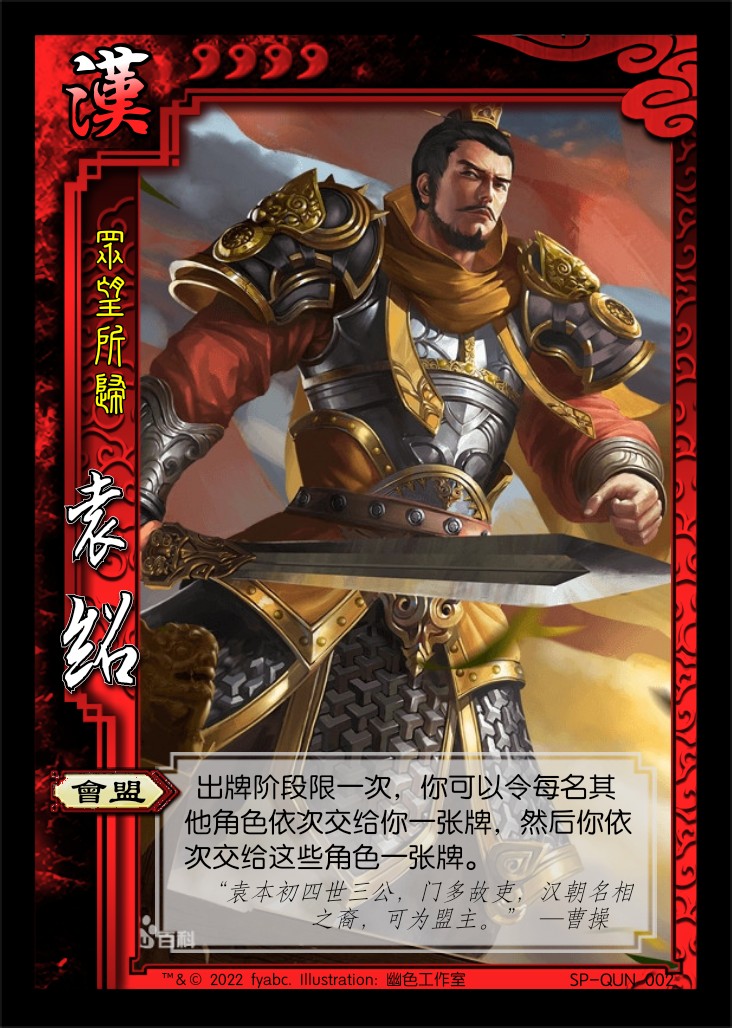 漢
眾望所歸
袁紹
會盟
出牌阶段限一次，你可以令每名其
他角色依次交给你一张牌，然后你依
次交给这些角色一张牌。
“袁本初四世三公，门多故吏，汉朝名相
之裔，可为盟主。”—曹操
百科
™&© 2022 fyabc. Illustration: 幽色工作室
SP-QUN 002